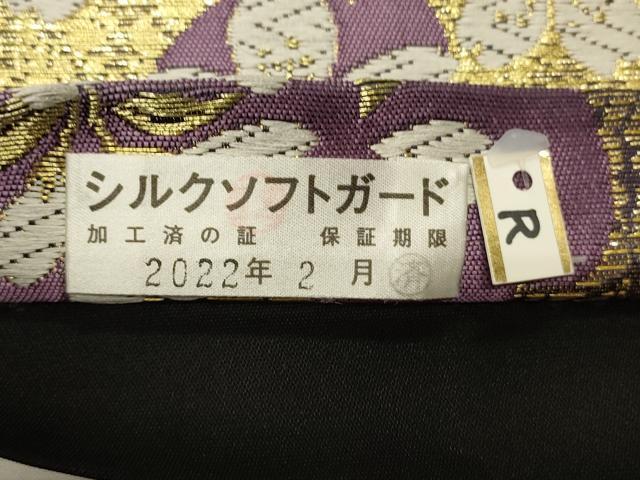 シルクソフトガード
加工済の証 保証期限
2022年 2 月 済
R